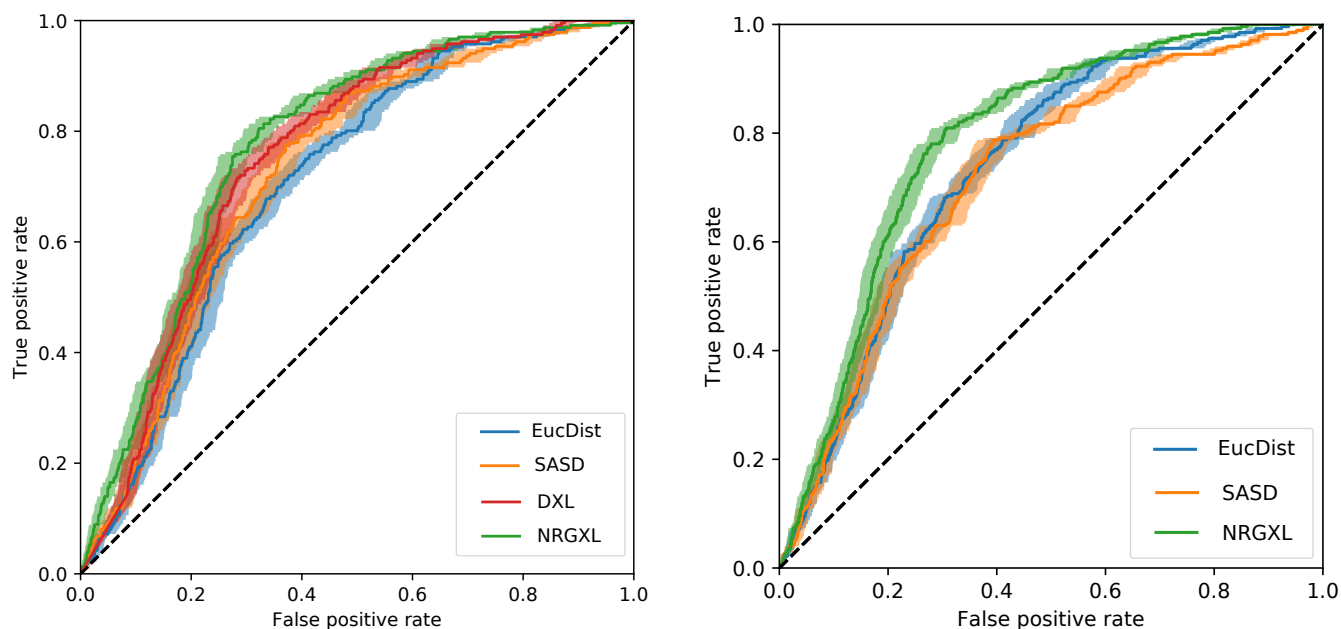 1.0
0.8
0.6
0.4
0.2
0.0
True positive rate
0.0 0.2 0.4 0.6 0.8 1.0
False positive rate
EucDist
SASD
DXL
NRGXL
1.0
0.8
0.6
0.4
0.2
0.0
True positive rate
0.0 0.2 0.4 0.6 0.8 1.0
False positive rate
EucDist
SASD
NRGXL